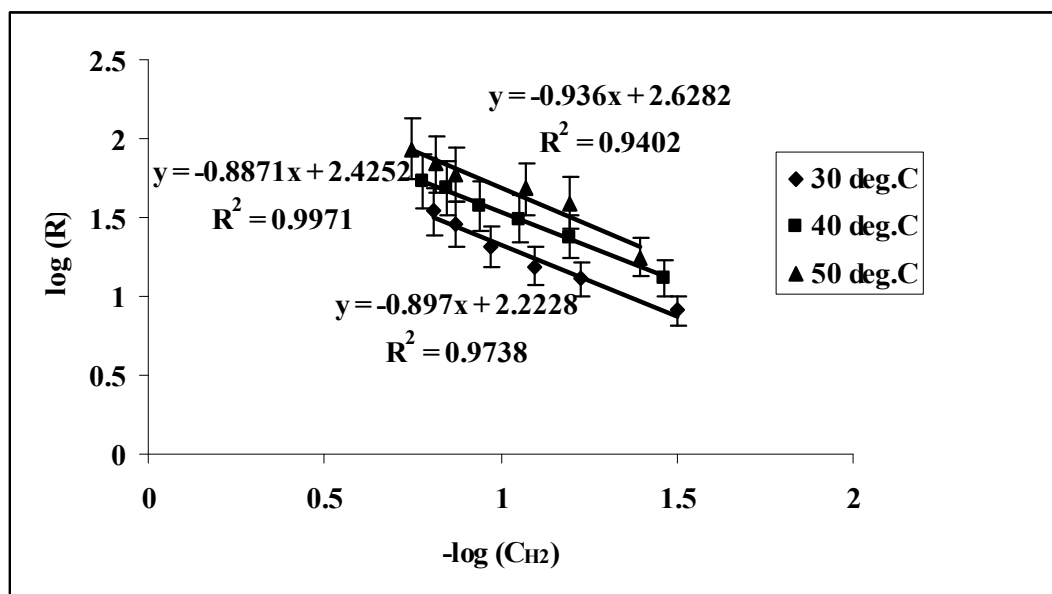 2.5
2
1.5
1
0.5
0
0
0.5
1
1.5
2
log (R)
-log (CH2)
y = -0.936x + 2.6282
R2 = 0.9402
y = -0.8871x + 2.4252
R2 = 0.9971
y = -0.897x + 2.2228
R2 = 0.9738
30 deg.C
40 deg.C
50 deg.C